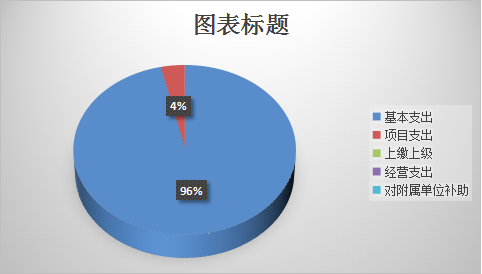 图表标题
4%
96%
基本支出
项目支出
上缴上级
经营支出
对附属单位补助